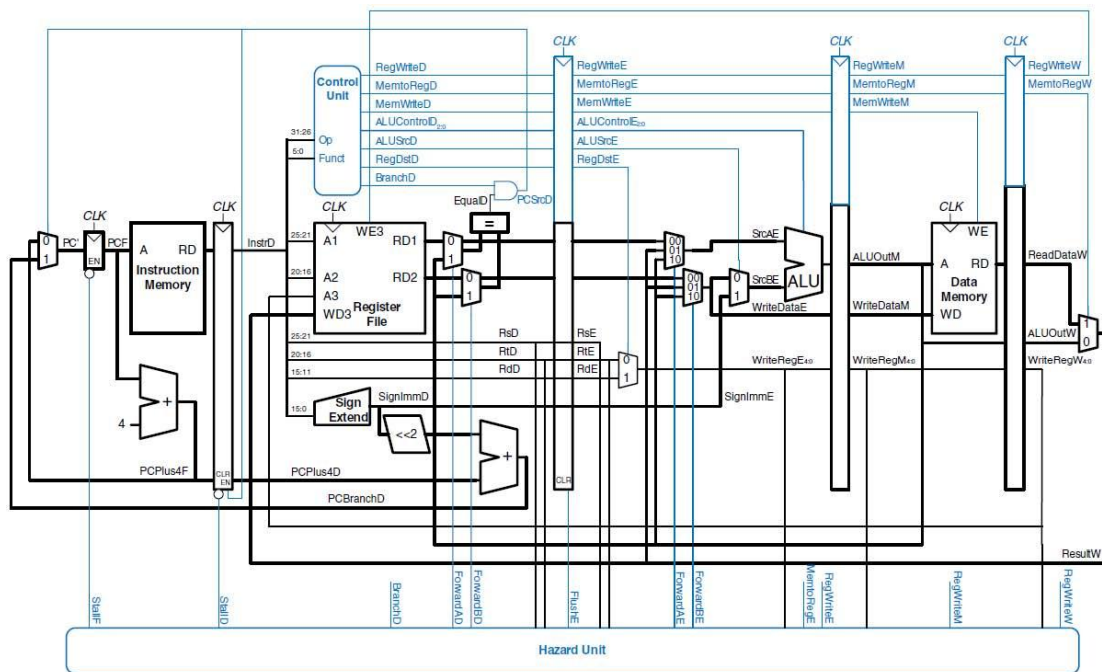 CLK CLK CLK
Control Unit
RegWriteD RegWriteE RegWriteM RegWriteW
MemtoRegD MemtoRegE MemtoRegM MemtoRegW
MemWriteD MemWriteE MemWriteM
ALUControlD2:0 ALUControlE2:0
31:26 Op ALUSrcD ALUSrcE
5:0 Funct RegDstD RegDstE
BranchD
EqualD PCSrcD
CLK CLK CLK CLK
=
WE3 WE
0 1 PC' EN PCF A RD InstrD 25:21 A1 RD1 0 1 00 01 10 SrcAE ALUOutM A RD ReadDataW
Instruction Memory
20:16 A2 RD2 0 1 00 01 10 0 1 SrcBE ALU
Data Memory
A3
WD3 Register File
WriteDataE WriteDataM WD 1 0 ALUOutW
25:21 RsD RsE
20:16 RtD RtE 0 1 WriteRegE4:0 WriteRegM4:0 WriteRegW4:0
15:11 RdD RdE
15:0 Sign Extend SignImmD SignImmE
+
4
<<2
+
PCPlus4F CLR EN PCPlus4D CLR
PCBranchD
ResultW
StallF StallD BranchD ForwardAD ForwardBD FlushE ForwardAE ForwardBE MemtoRegE RegWriteE RegWriteM RegWriteW
Hazard Unit